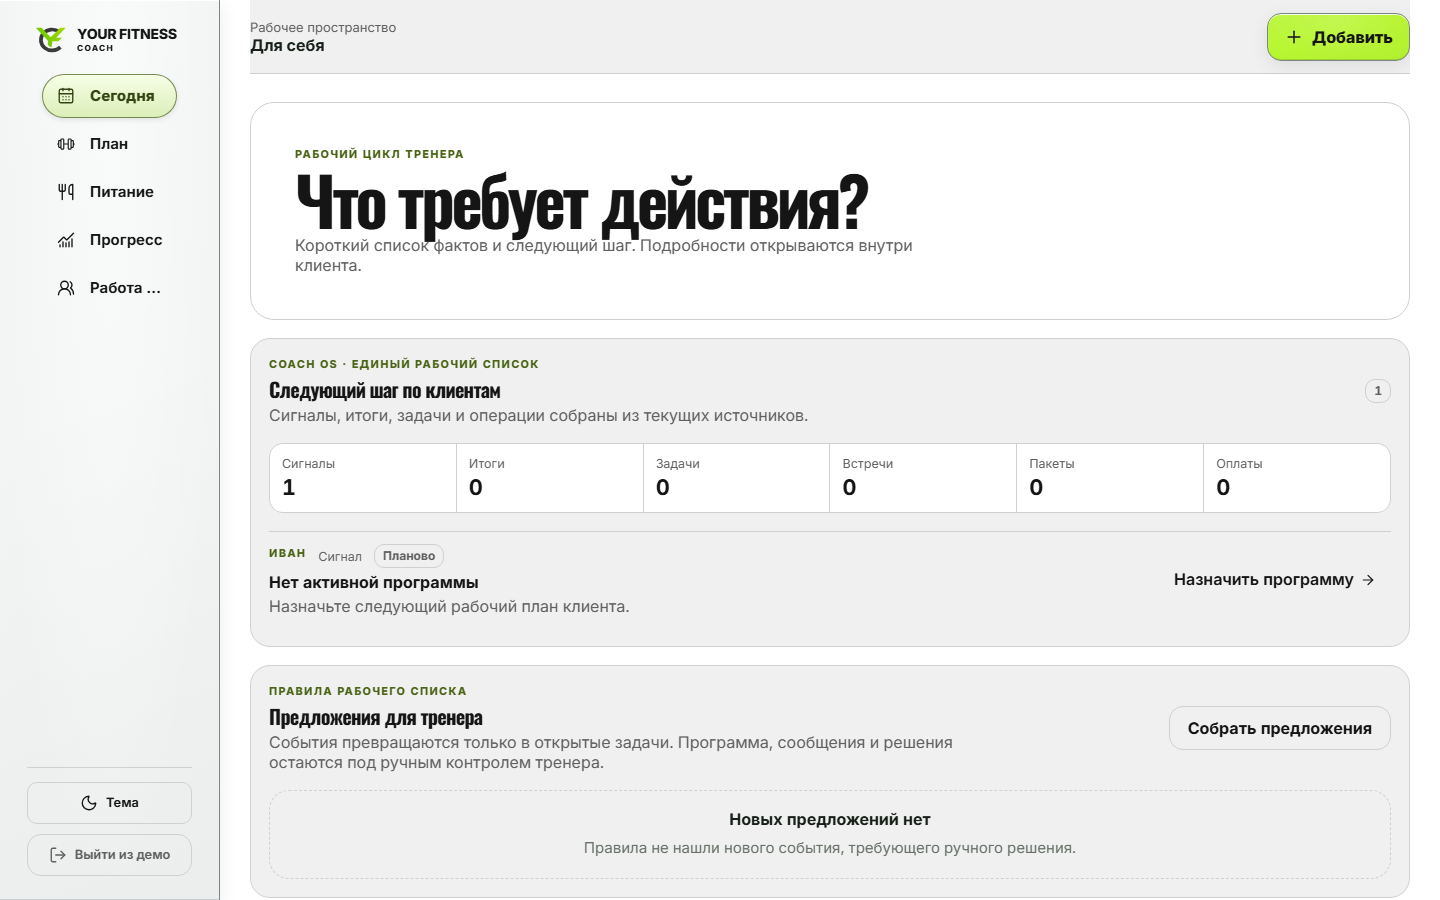 YOUR FITNESS
COACH
Сегодня
План
Питание
Прогресс
Работа ...
Тема
Выйти из демо
Рабочее пространство
Для себя
Добавить
РАБОЧИЙ ЦИКЛ ТРЕНЕРА
Что требует действия?
Короткий список фактов и следующий шаг. Подробности открываются внутри
клиента.
COACH OS · ЕДИНЫЙ РАБОЧИЙ СПИСОК
Следующий шаг по клиентам
1
Сигналы, итоги, задачи и операции собраны из текущих источников.
Сигналы
1
Итоги
0
Задачи
0
Встречи
0
Пакеты
0
Оплаты
0
ИВАН Сигнал Планово
Нет активной программы
Назначьте следующий рабочий план клиента.
Назначить программу →
ПРАВИЛА РАБОЧЕГО СПИСКА
Предложения для тренера
События превращаются только в открытые задачи. Программа, сообщения и решения
остаются под ручным контролем тренера.
Собрать предложения
Новых предложений нет
Правила не нашли нового события, требующего ручного решения.